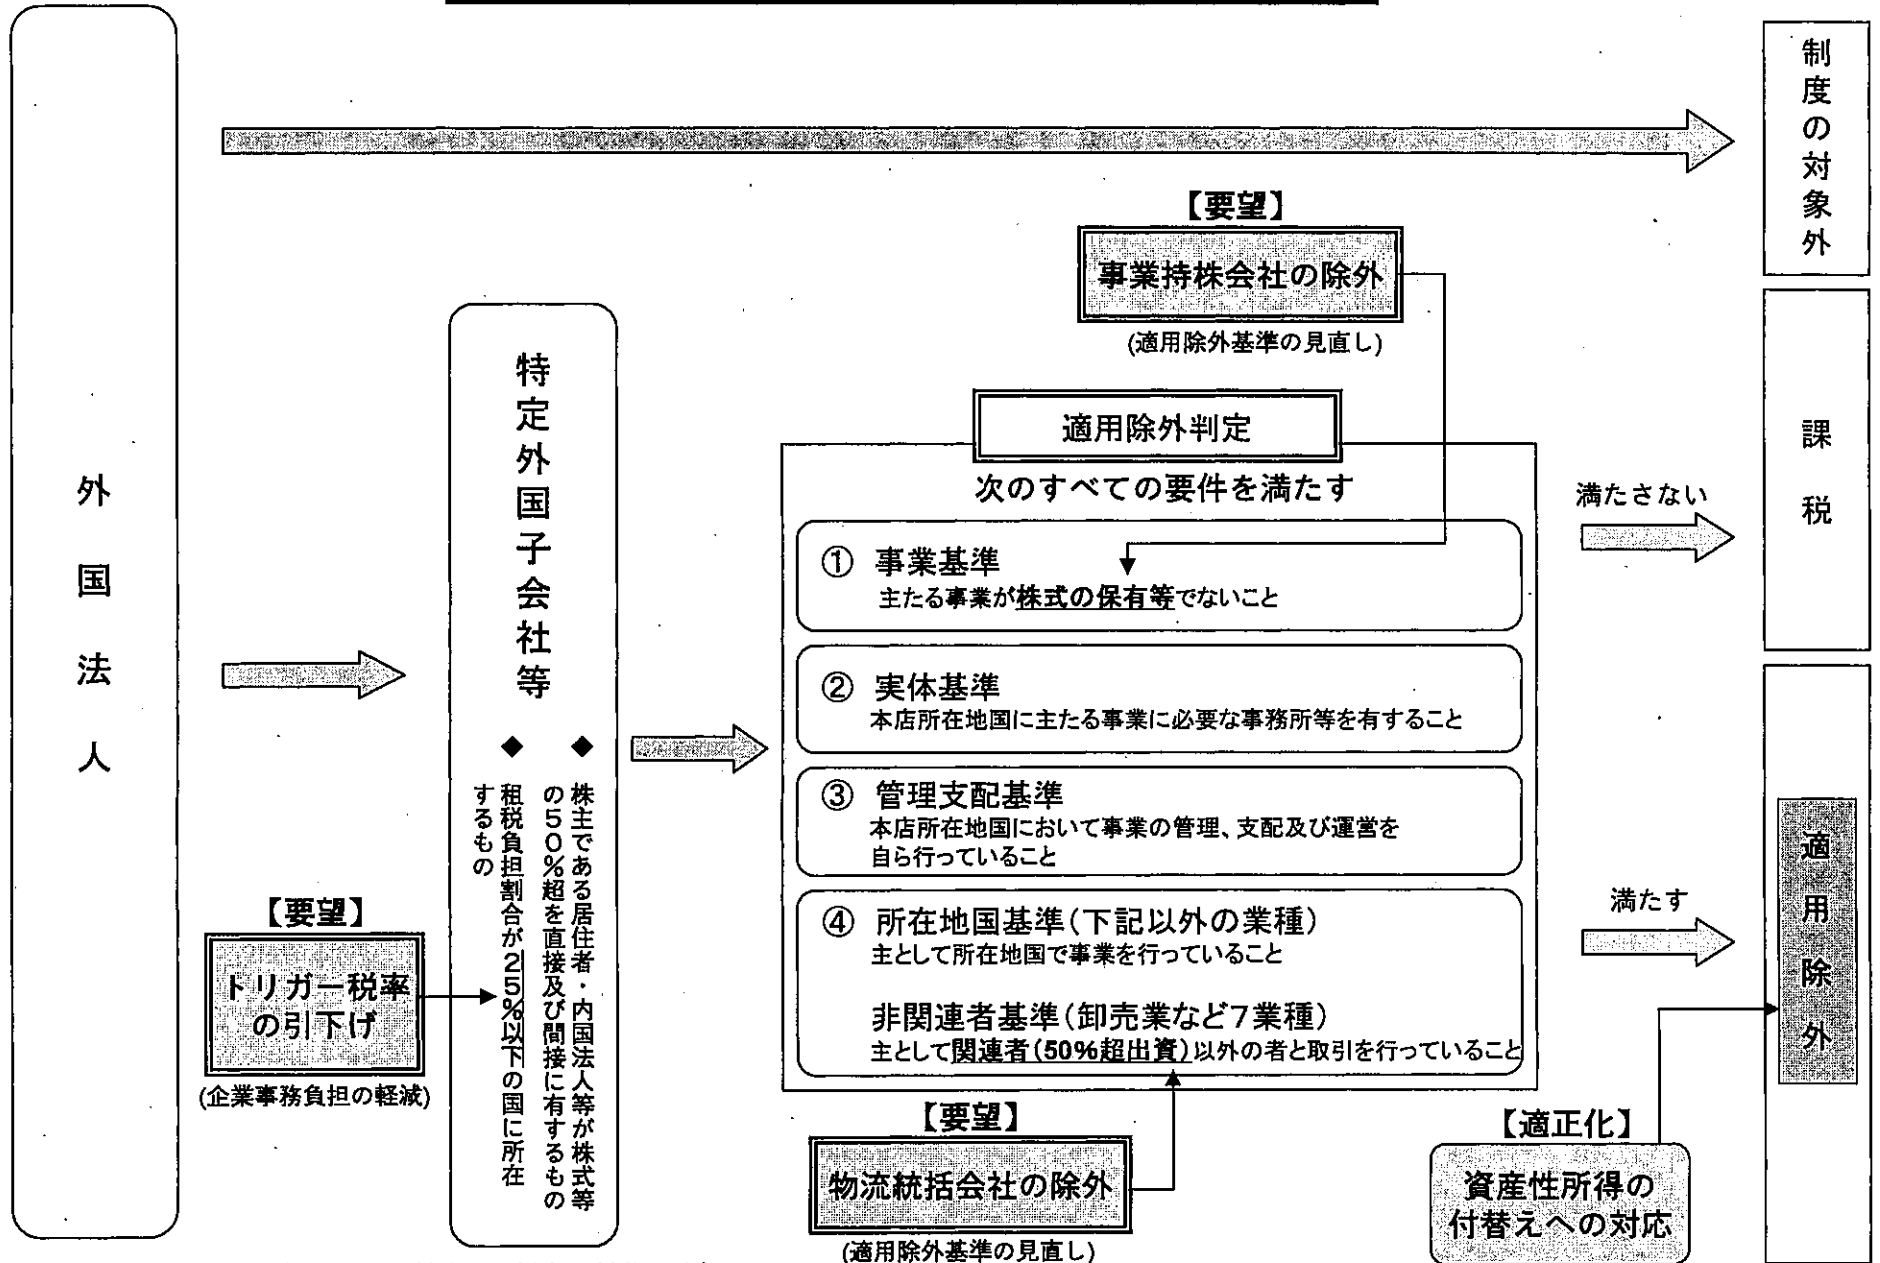 外国法人
制度の対象外
【要望】
事業持株会社の除外
(適用除外基準の見直し)
特定外国子会社等
◆ 株主である居住者・内国法人等が株式等
の50%超を直接及び間接に有するもの
◆ 租税負担割合が25%以下の国に所在
するもの
【要望】
トリガー税率
の引下げ
(企業事務負担の軽減)
適用除外判定
次のすべての要件を満たす
① 事業基準
主たる事業が株式の保有等でないこと
② 実体基準
本店所在地国に主たる事業に必要な事務所等を有すること
③ 管理支配基準
本店所在地国において事業の管理、支配及び運営を
自ら行っていること
④ 所在地国基準(下記以外の業種)
主として所在地国で事業を行っていること
非関連者基準(卸売業など7業種)
主として関連者(50%超出資)以外の者と取引を行っていること
【要望】
物流統括会社の除外
(適用除外基準の見直し)
満たさない
課税
満たす
適用除外
【適正化】
資産性所得の
付替えへの対応